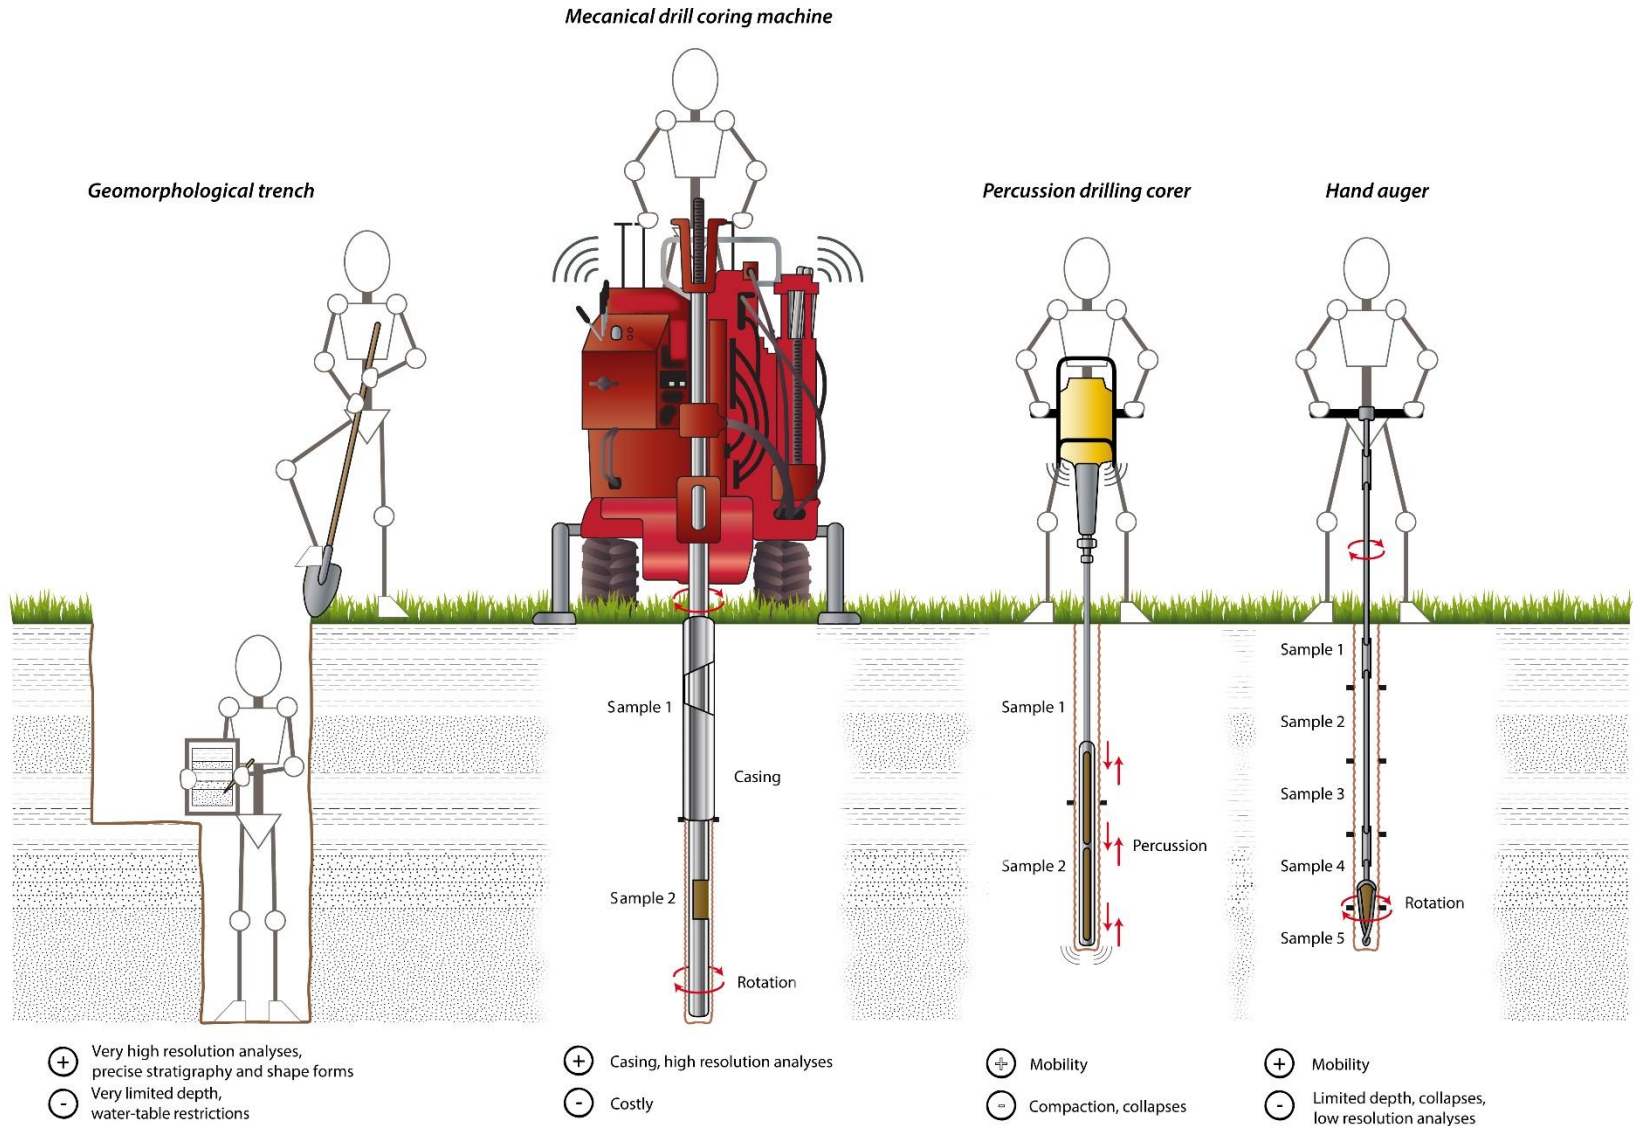 Mecanical drill coring machine
Geomorphological trench
Percussion drilling corer
Hand auger
Sample 1
Casing
Sample 2
Rotation
Sample 1
Sample 2
Percussion
Sample 1
Sample 2
Sample 3
Sample 4
Rotation
Sample 5
+ Very high resolution analyses,
precise stratigraphy and shape forms
- Very limited depth,
water-table restrictions
+ Casing, high resolution analyses
- Costly
+ Mobility
- Compaction, collapses
+ Mobility
- Limited depth, collapses,
low resolution analyses